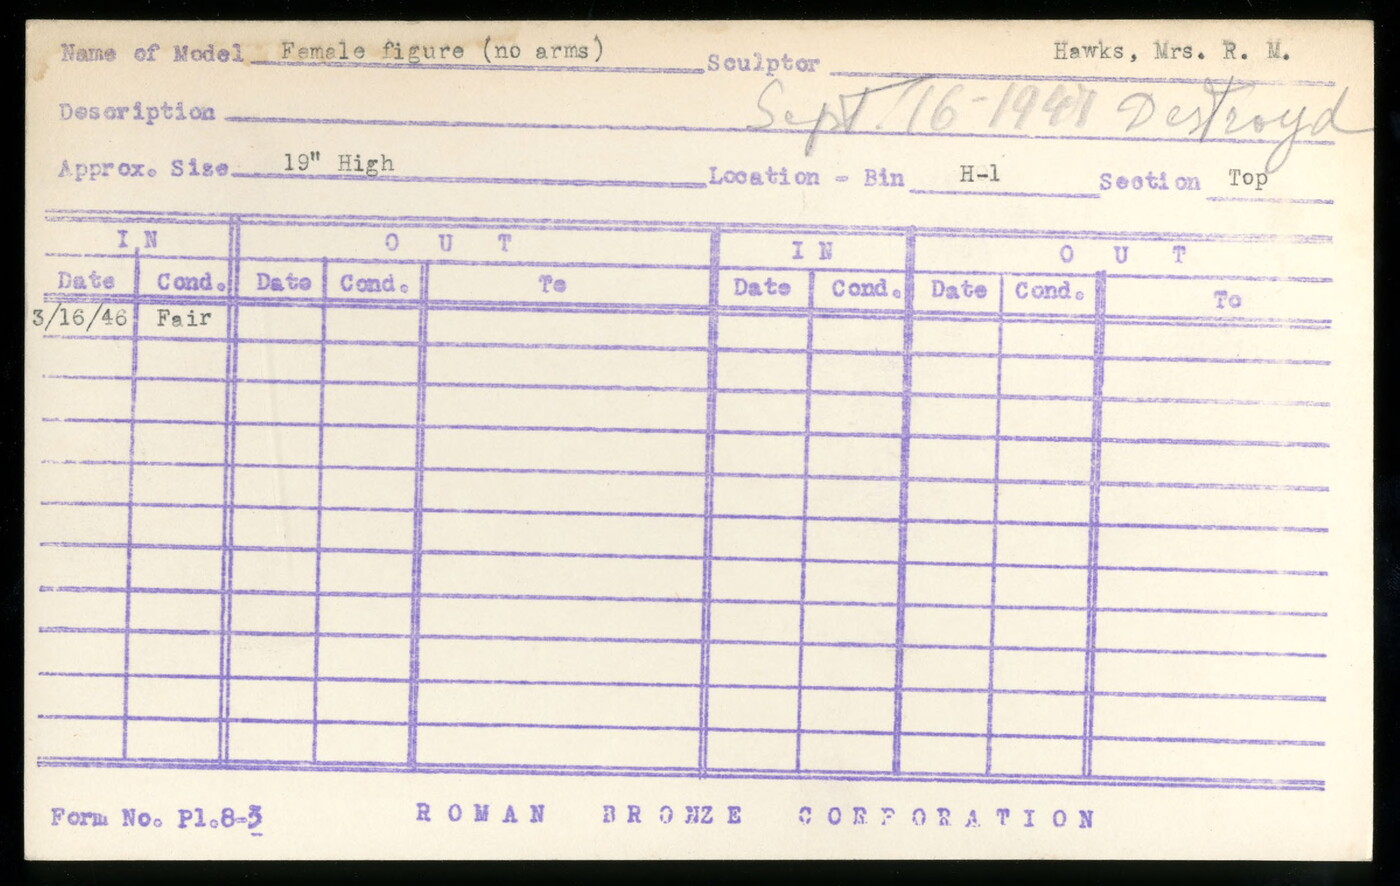 Name of Model Female figure (no arms) Sculptor Hawks, Mrs. R. M.
Sept. 16-1947 Destroyd
Description
Approx. Size 19" High Location - Bin H-1 Section Top
IN OUT IN OUT
Date Cond. Date Cond. To Date Cond. Date Cond. To
3/16/46 Fair
Form No. Pl.8-3 ROMAN BRONZE CORPORATION